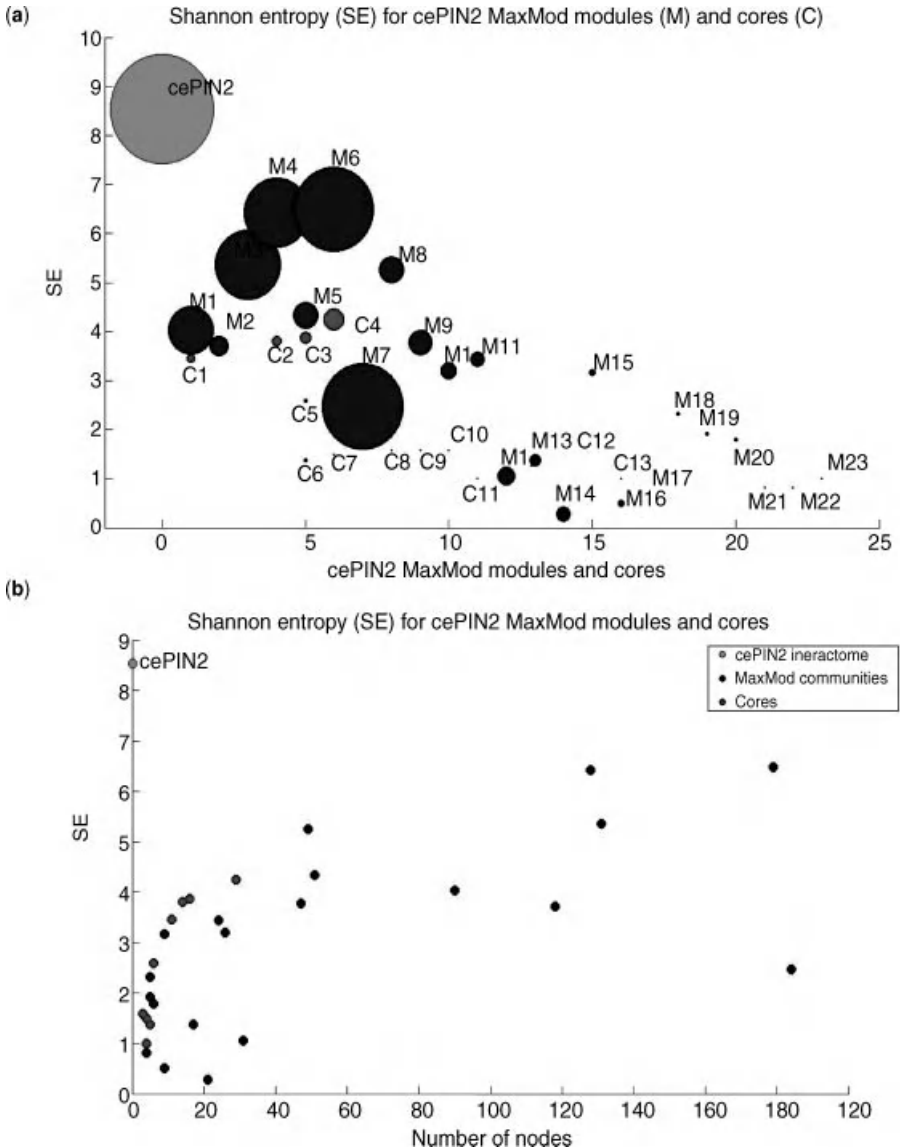 (a)
Shannon entropy (SE) for cePIN2 MaxMod modules (M) and cores (C)
10
9
8
7
6
5
4
3
2
1
0
SE
cePIN2
M4
M6
M3
M8
M1
M2
M5
C4
M9
C1
C2
C3
M7
M1
M11
M15
C5
M18
M19
C10
C6
C7
C8
C9
M1
M13
C12
C13
M20
M23
C11
M17
M14
M16
M21
M22
0
5
10
15
20
25
cePIN2 MaxMod modules and cores
(b)
Shannon entropy (SE) for cePIN2 MaxMod modules and cores
9
8
7
6
5
4
3
2
1
0
SE
cePIN2
cePIN2 ineractome
MaxMod communities
Cores
0
20
40
60
80
100
120
140
160
180
120
Number of nodes